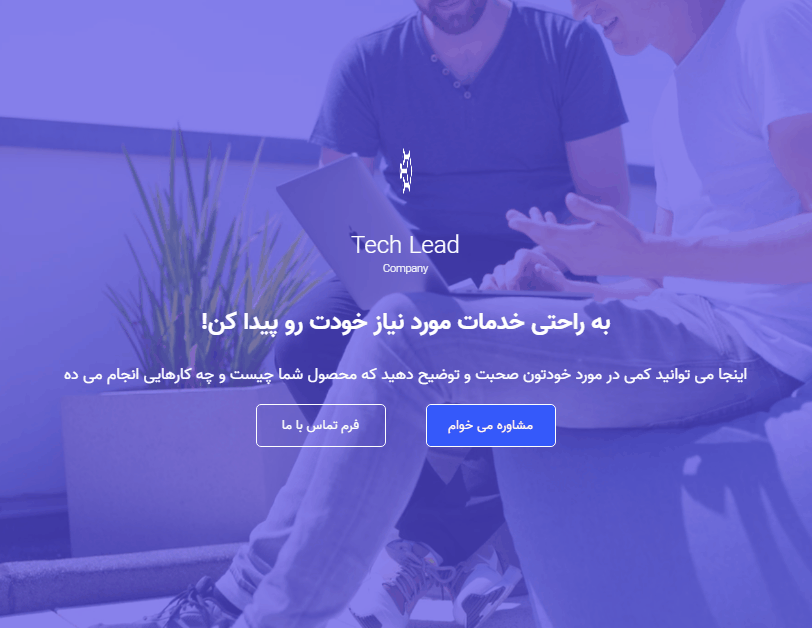 Tech Lead
Company
به راحتی خدمات مورد نیاز خودت رو پیدا کن!
اینجا می توانید کمی در مورد خودتون صحبت و توضیح دهید که محصول شما چیست و چه کارهایی انجام می ده
مشاوره می خوام
فرم تماس با ما